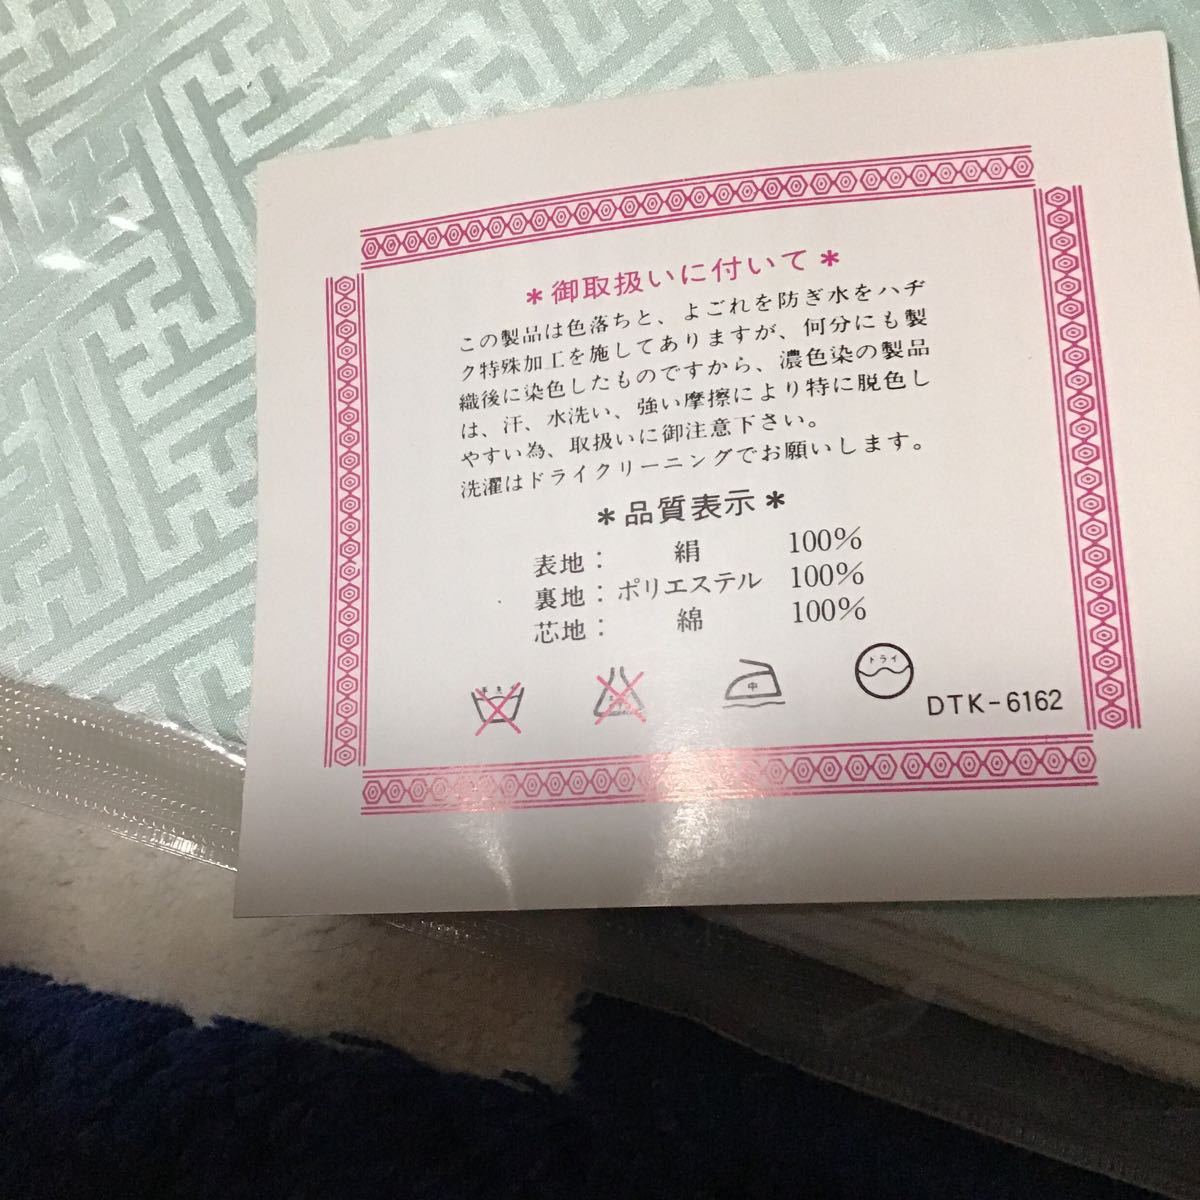 ＊御取扱いに付いて＊
この製品は色落ちと、よごれを防ぎ水をハヂ
ク特殊加工を施してありますが、何分にも製
織後に染色したものですから、濃色染の製品
は、汗、水洗い、強い摩擦により特に脱色し
やすい為、取扱いに御注意下さい。
洗濯はドライクリーニングでお願いします。
＊品質表示＊
表地： 絹 100％
裏地：ポリエステル 100％
芯地： 綿 100％
中 ドライ
DTK-6162